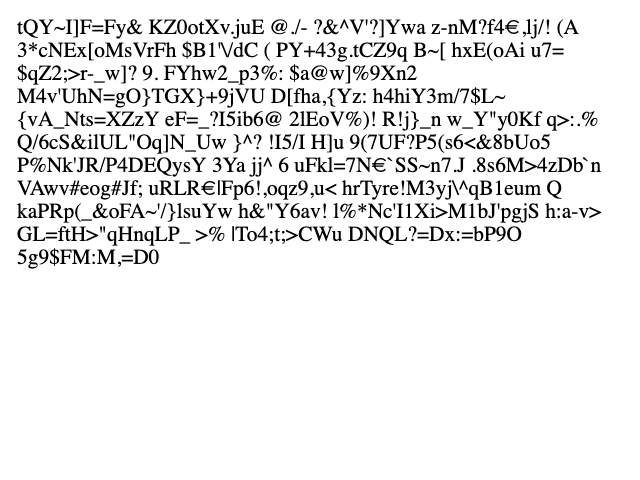 tQY~I]F=Fy& KZ0otXv.juE @./- ?&^V'?]Ywa z-nM?f4€,lj/! (A
3*cNEx[oMsVrFh $B1'\/dC ( PY+43g.tCZ9q B~[ hxE(oAi u7=
$qZ2;>r-_w]? 9. FYhw2_p3%: $a@w]%9Xn2
M4v'UhN=gO}TGX}+9jVU D[fha,{Yz: h4hiY3m/7$L~
{vA_Nts=XZzY eF=_?I5ib6@ 2lEoV%)! R!j}_n w_Y"y0Kf q>:.%
Q/6cS&ilUL"Oq]N_Uw }^? !I5/I H]u 9(7UF?P5(s6<&8bUo5
P%Nk'JR/P4DEQysY 3Ya jj^ 6 uFkl=7N€`SS~n7.J .8s6M>4zDb`n
VAwv#eog#Jf; uRLR€|Fp6!,oqz9,u< hrTyre!M3yj\^qB1eum Q
kaPRp(_&oFA~'/}lsuYw h&"Y6av! l%*Nc'I1Xi>M1bJ'pgjS h:a-v>
GL=ftH>"qHnqLP_ >% |To4;t;>CWu DNQL?=Dx:=bP9O
5g9$FM:M,=D0